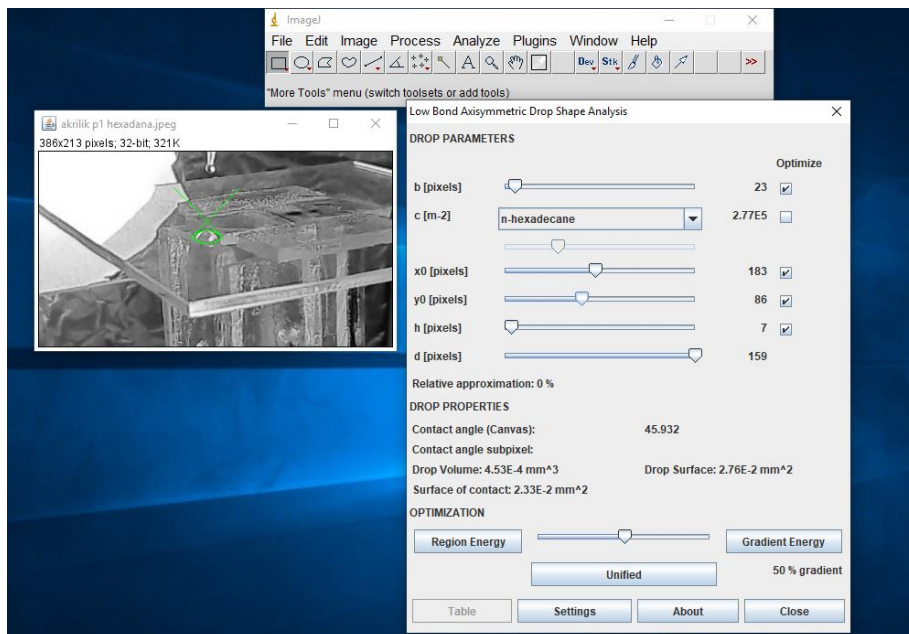 ImageJ
File Edit Image Process Analyze Plugins Window Help
Dev Stk >>
"More Tools" menu (switch toolsets or add tools)
akrilik p1 hexadana.jpeg
386x213 pixels; 32-bit; 321K
Low Bond Axisymmetric Drop Shape Analysis
DROP PARAMETERS
Optimize
b [pixels] 23
c [m-2] n-hexadecane 2.77E5
x0 [pixels] 183
y0 [pixels] 86
h [pixels] 7
d [pixels] 159
Relative approximation: 0 %
DROP PROPERTIES
Contact angle (Canvas): 45.932
Contact angle subpixel:
Drop Volume: 4.53E-4 mm^3 Drop Surface: 2.76E-2 mm^2
Surface of contact: 2.33E-2 mm^2
OPTIMIZATION
Region Energy Gradient Energy
Unified 50 % gradient
Table Settings About Close